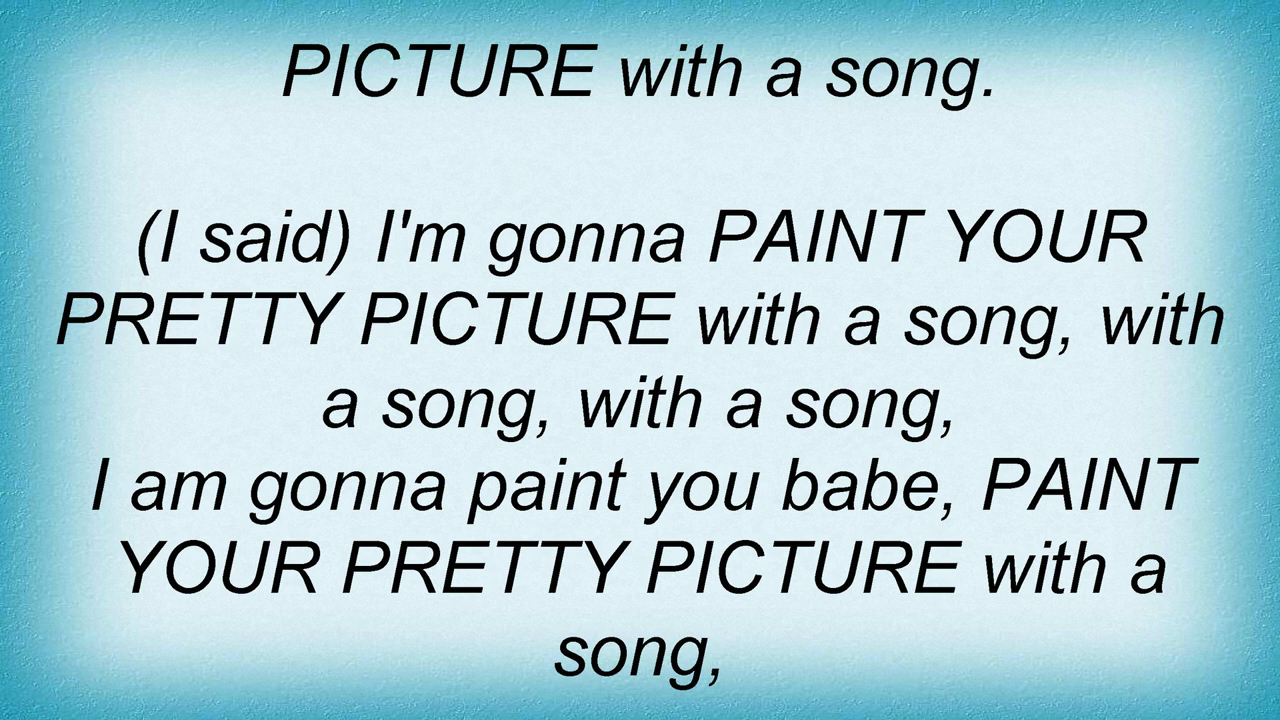 PICTURE with a song.
(I said) I'm gonna PAINT YOUR
PRETTY PICTURE with a song, with
a song, with a song,
I am gonna paint you babe, PAINT
YOUR PRETTY PICTURE with a
song,